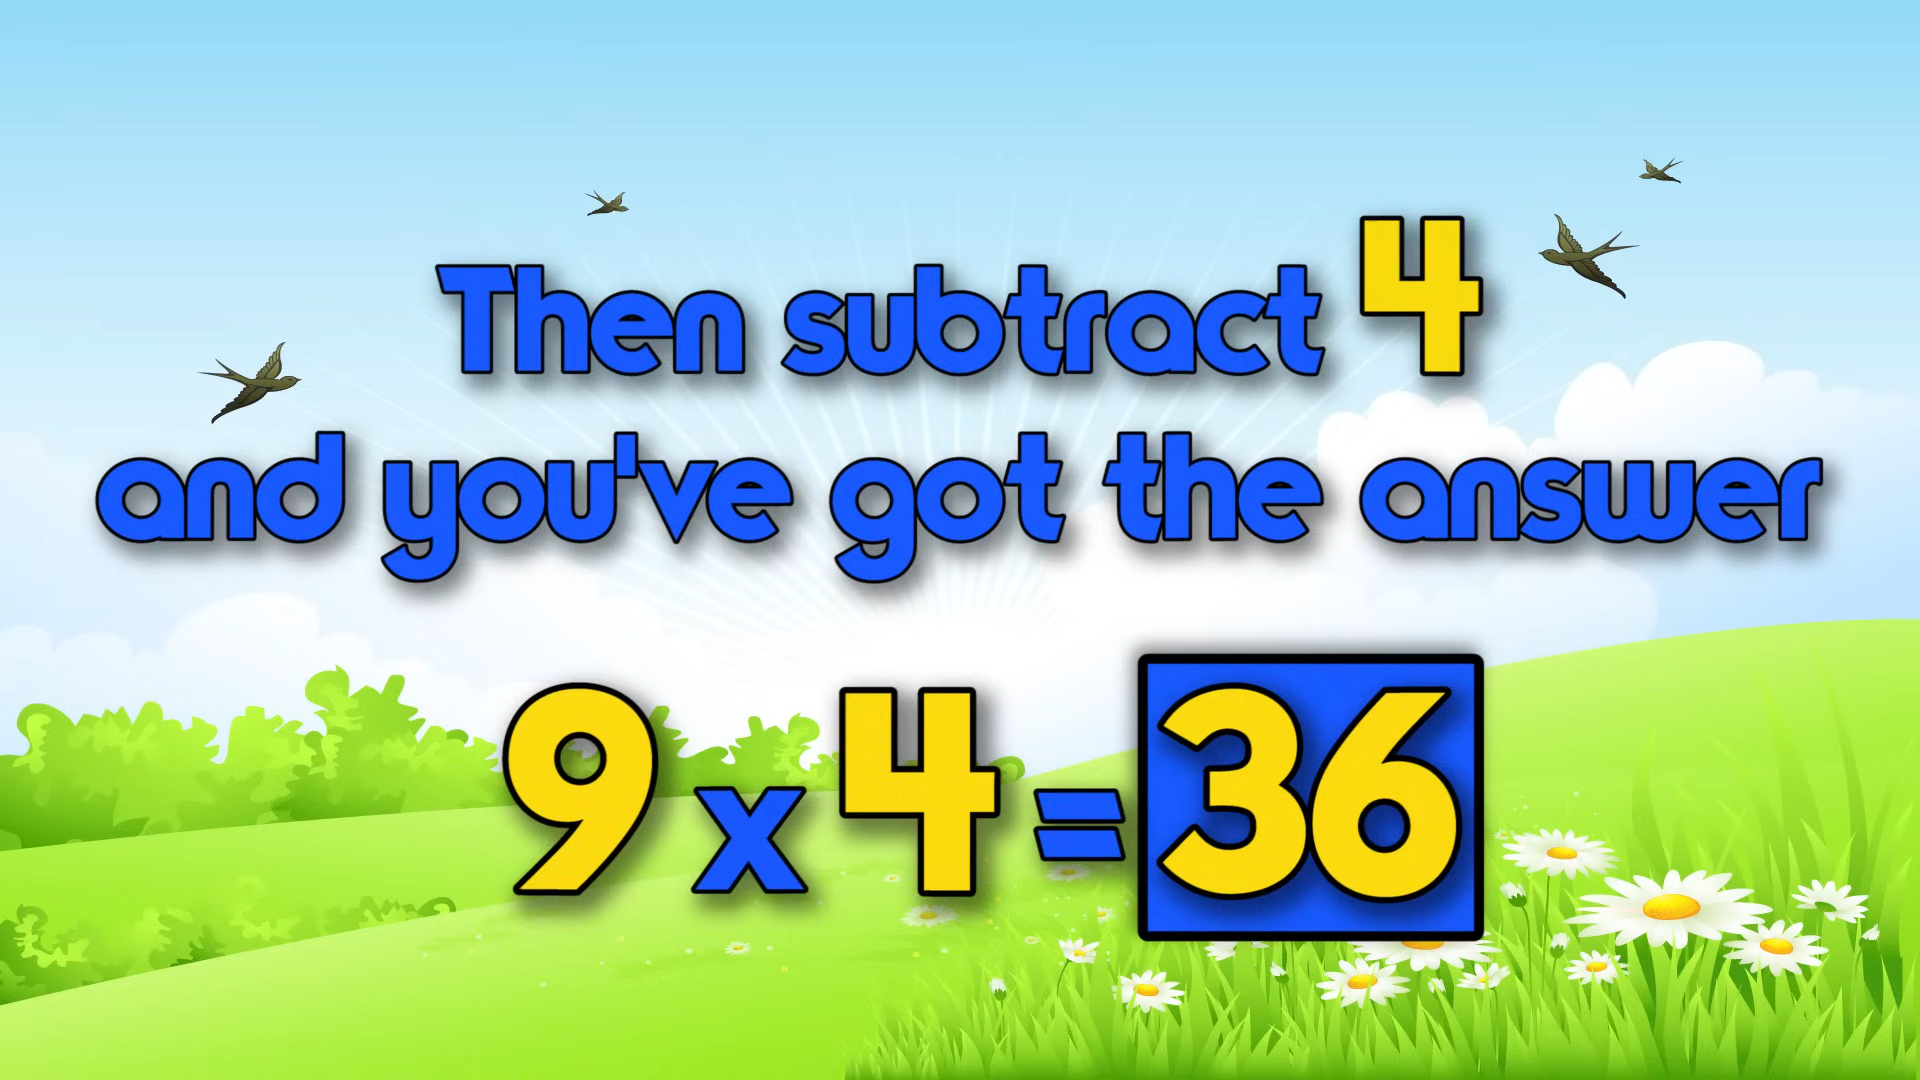 Then subtract 4
and you've got the answer
9 x 4 = 36